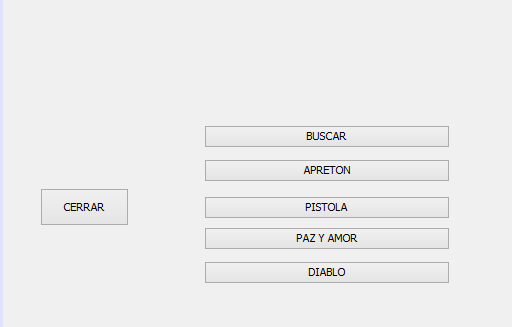 BUSCAR
APRETON
CERRAR
PISTOLA
PAZ Y AMOR
DIABLO